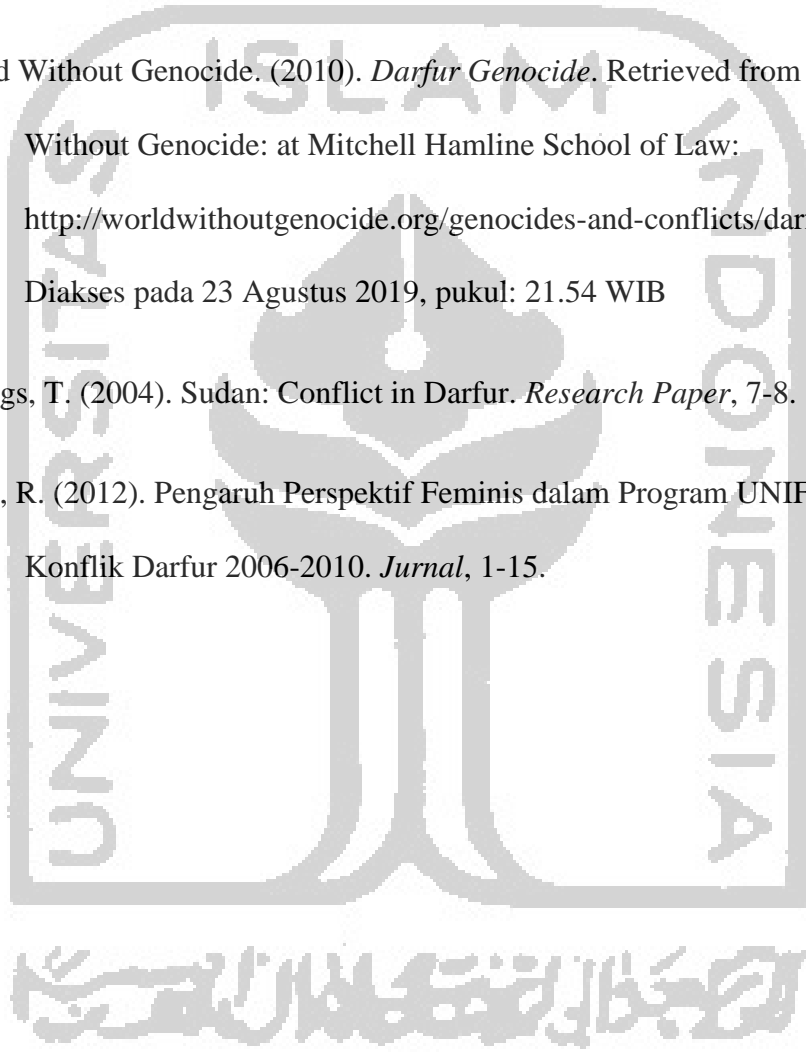 UNIVERSITAS
ISLAM
INDONESIA
d Without Genocide. (2010). Darfur Genocide. Retrieved from
Without Genocide: at Mitchell Hamline School of Law:
http://worldwithoutgenocide.org/genocides-and-conflicts/dar
Diakses pada 23 Agustus 2019, pukul: 21.54 WIB
gs, T. (2004). Sudan: Conflict in Darfur. Research Paper, 7-8.
, R. (2012). Pengaruh Perspektif Feminis dalam Program UNIF
Konflik Darfur 2006-2010. Jurnal, 1-15.